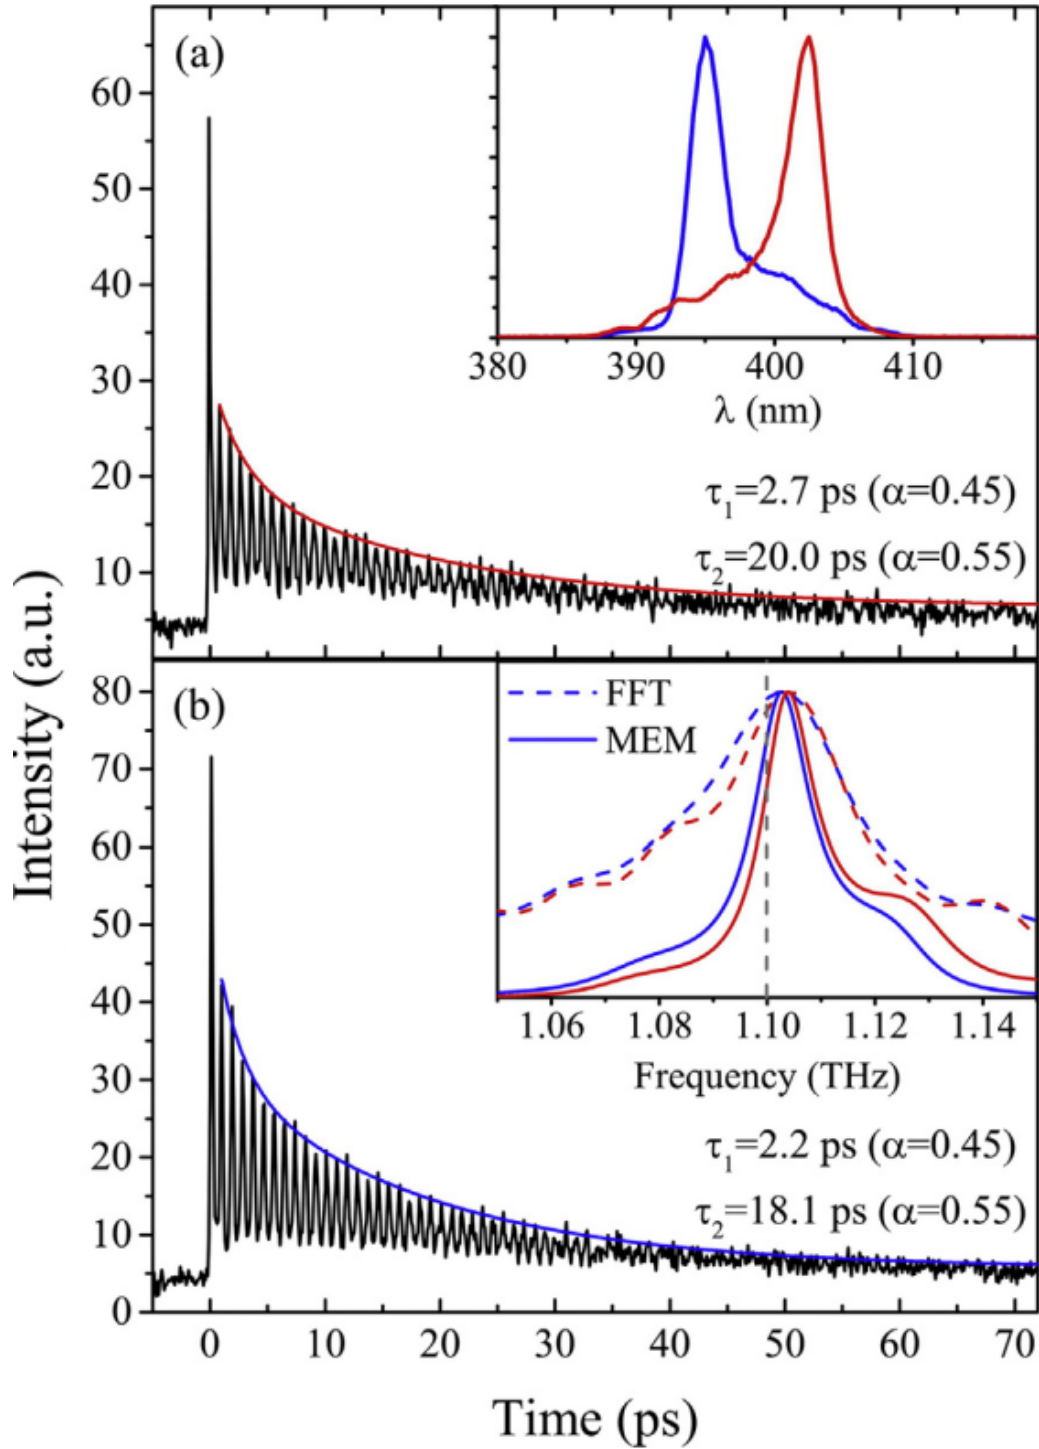 (a)
60
50
40
30
20
10
380 390 400 410
λ (nm)
τ1=2.7 ps (α=0.45)
τ2=20.0 ps (α=0.55)
Intensity (a.u.)
(b)
80
70
60
50
40
30
20
10
0
FFT
MEM
1.06 1.08 1.10 1.12 1.14
Frequency (THz)
τ1=2.2 ps (α=0.45)
τ2=18.1 ps (α=0.55)
0 10 20 30 40 50 60 70
Time (ps)